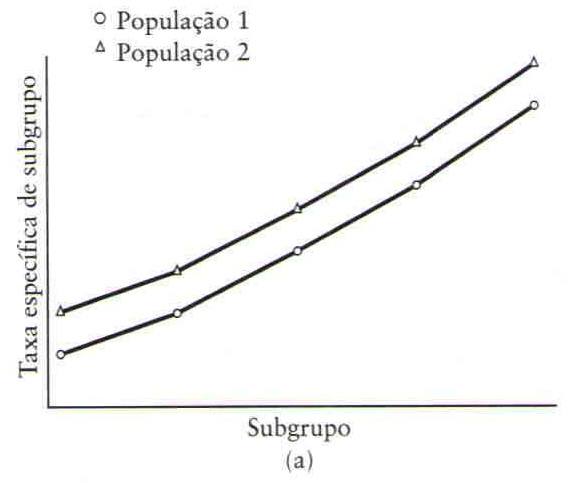 População 1
População 2
Taxa específica de subgrupo
Subgrupo
(a)